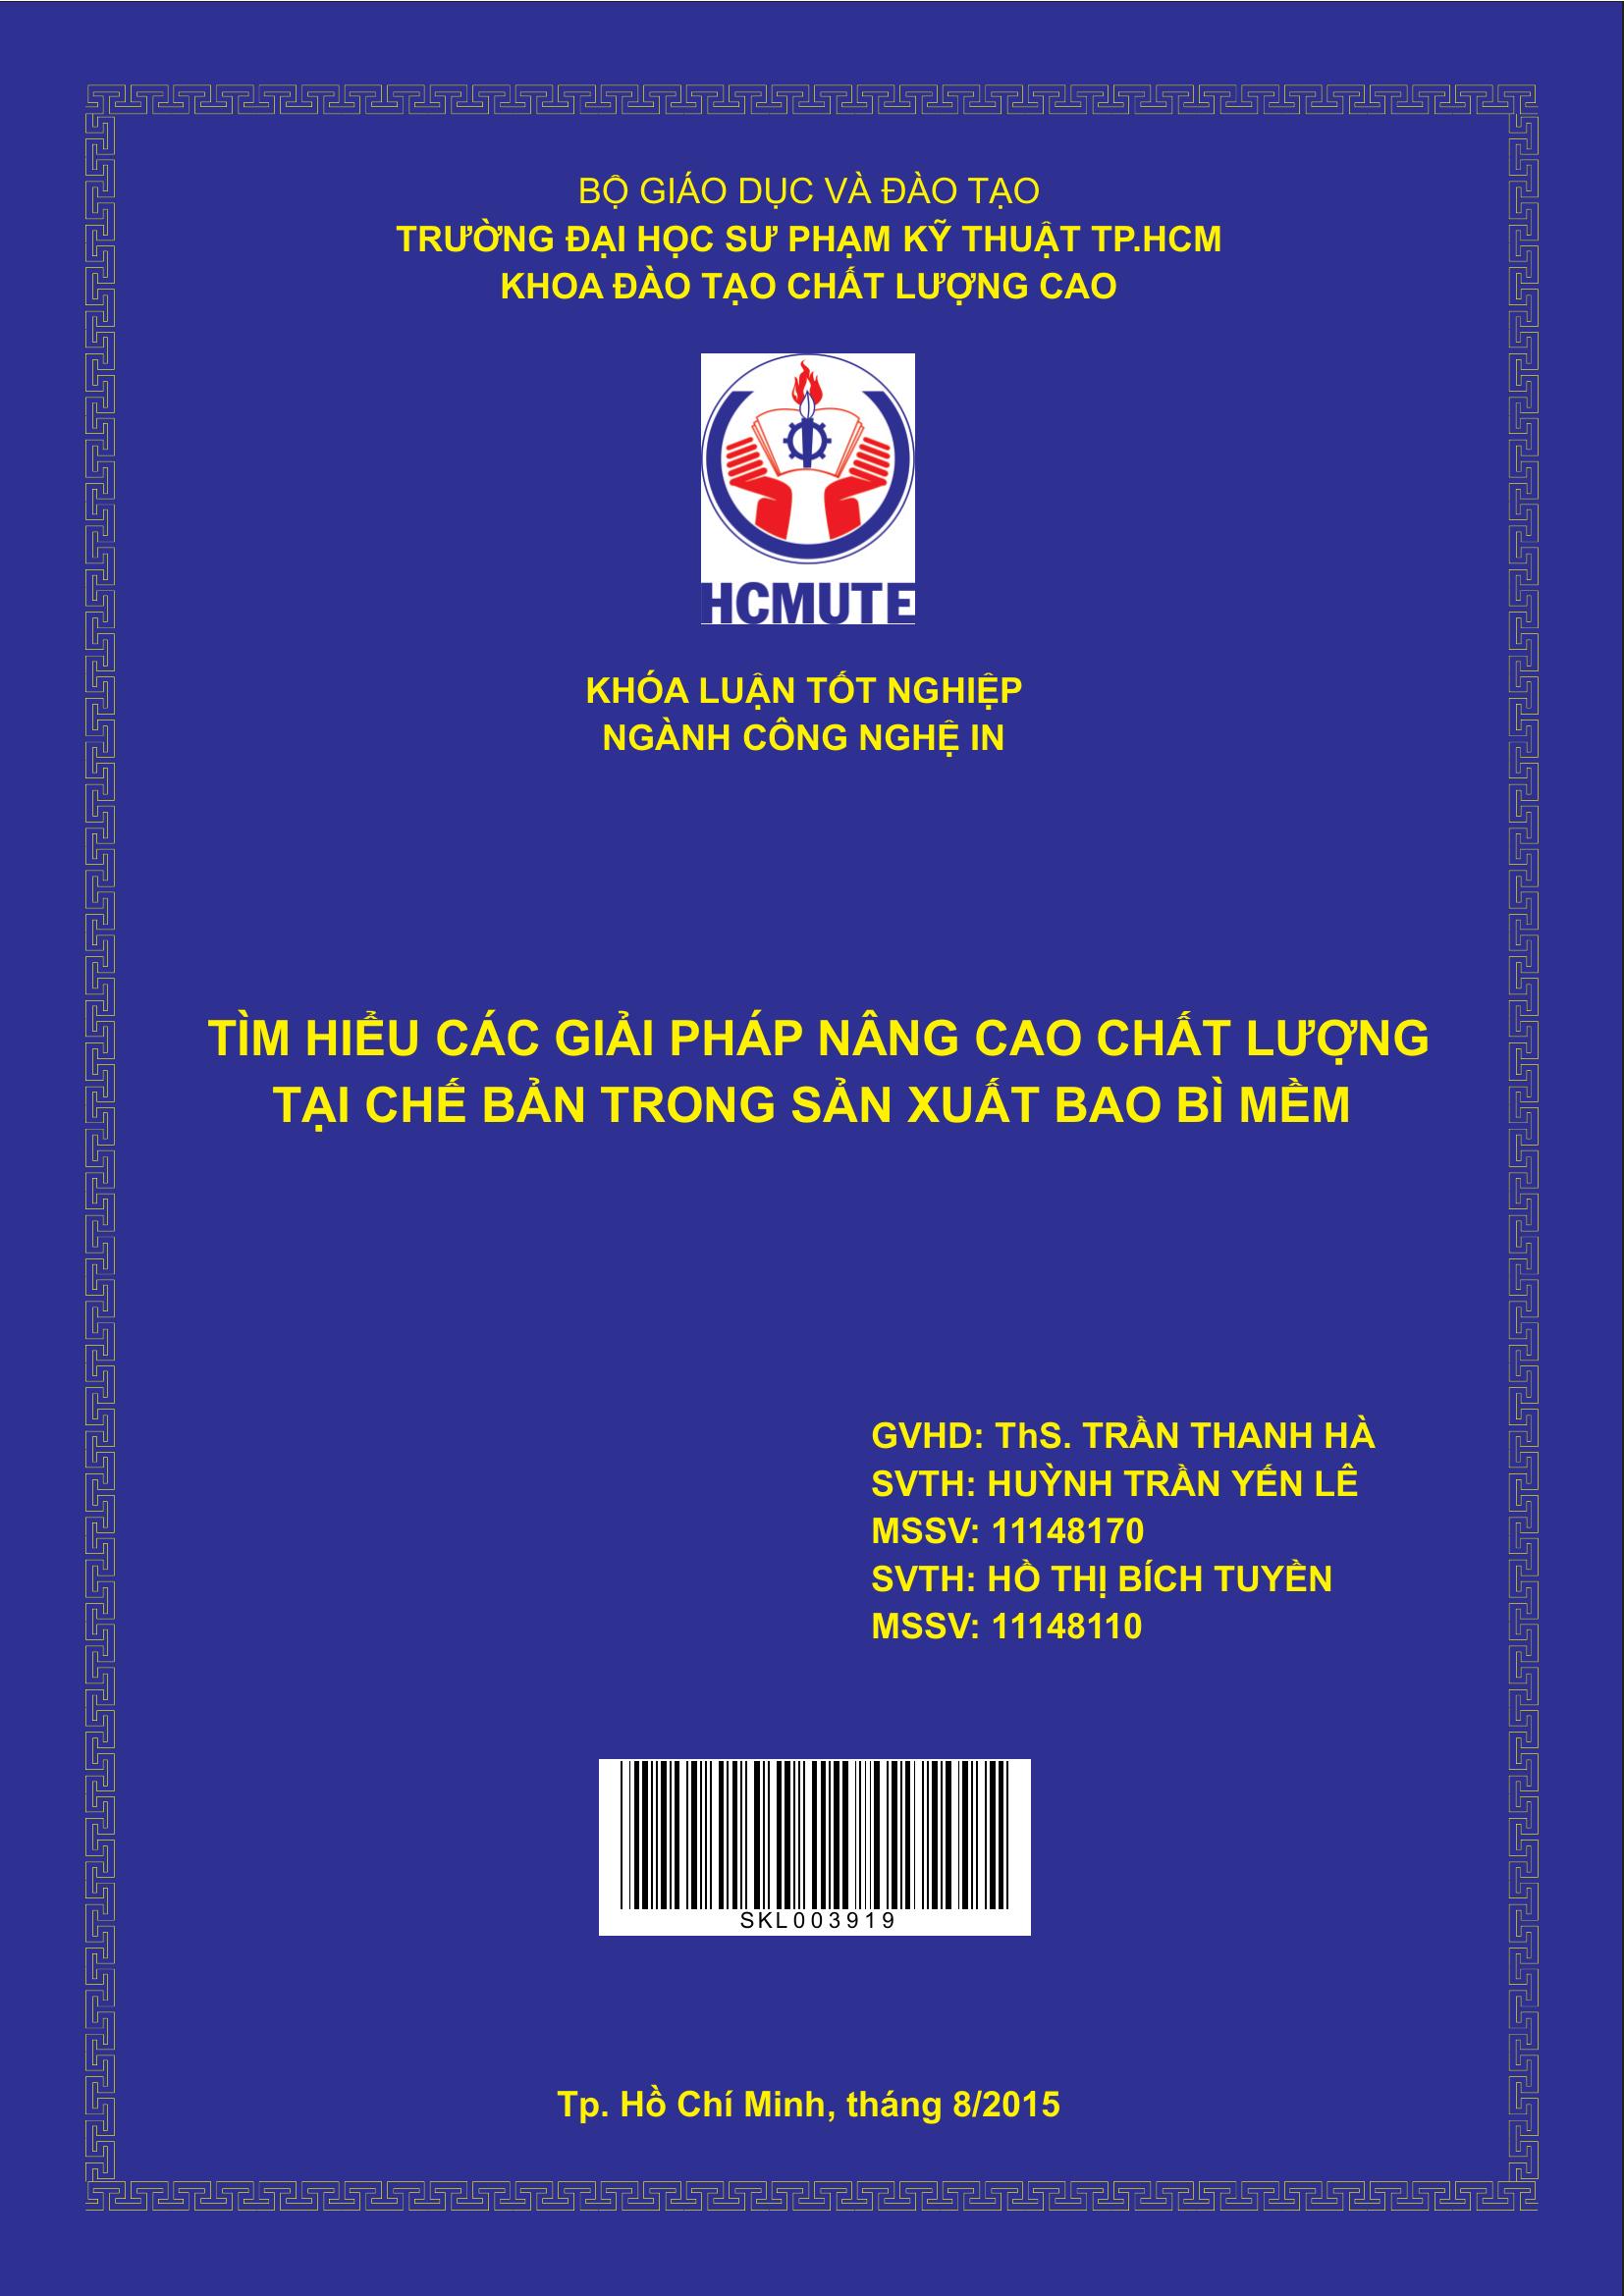 BỘ GIÁO DỤC VÀ ĐÀO TẠO
TRƯỜNG ĐẠI HỌC SƯ PHẠM KỸ THUẬT TP.HCM
KHOA ĐÀO TẠO CHẤT LƯỢNG CAO
HCMUTE
KHÓA LUẬN TỐT NGHIỆP
NGÀNH CÔNG NGHỆ IN
TÌM HIỂU CÁC GIẢI PHÁP NÂNG CAO CHẤT LƯỢNG
TẠI CHẾ BẢN TRONG SẢN XUẤT BAO BÌ MỀM
GVHD: ThS. TRẦN THANH HÀ
SVTH: HUỲNH TRẦN YẾN LÊ
MSSV: 11148170
SVTH: HỒ THỊ BÍCH TUYỀN
MSSV: 11148110
SKL003919
Tp. Hồ Chí Minh, tháng 8/2015